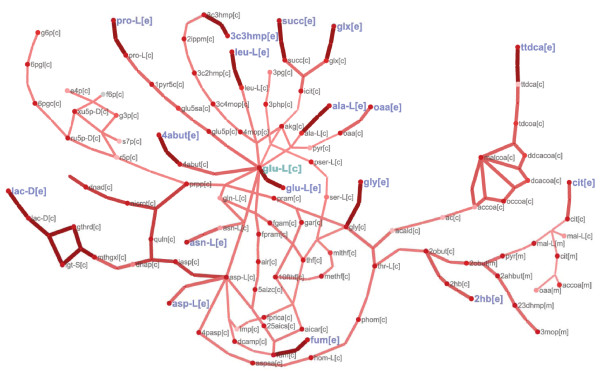 pro-L[e]
3c3hmp[e]
succ[e]
glx[e]
ttdca[e]
g6p[c]
3c3hmp[c]
2ippm[c]
leu-L[e]
pro-L[c]
6pgl[c]
1pyr5c[c]
3c2hmp[c]
succ[c]
glx[c]
leu-L[c]
3pg[c]
icit[c]
ttdca[c]
e4p[c]
f6p[c]
6pgc[c]
xu5p-D[c]
g3p[c]
glu5sa[c]
3c4mop[c]
3php[c]
ala-L[e]
oaa[e]
tdcoa[c]
ru5p-D[c]
s7p[c]
r5p[c]
4abut[e]
glu5p[c]
4mop[c]
akg[c]
ala-L[c]
oaa[c]
pyr[c]
malcoa[c]
ddcacoa[c]
4abut[c]
glu-L[c]
pser-L[c]
dcacoa[c]
lac-D[e]
dnad[c]
prpp[c]
glu-L[e]
gly[e]
cit[e]
nicrnt[c]
gln-L[c]
pram[c]
ser-L[c]
accoa[c]
occoa[c]
lac-D[c]
gthrd[c]
quln[c]
asn-L[e]
asn-L[c]
fgam[c]
gar[c]
gly[c]
acald[c]
ac[c]
cit[c]
fpram[c]
mlthf[c]
mal-L[c]
mal-L[m]
lgt-S[c]
mthgxl[c]
dhap[c]
iasp[c]
air[c]
thf[c]
thr-L[c]
2obut[c]
2obut[m]
pyr[m]
cit[m]
asp-L[c]
10fthf[c]
methf[c]
2hb[c]
2ahbut[m]
oaa[m]
accoa[m]
5aizc[c]
asp-L[e]
2hb[e]
fprica[c]
phom[c]
23dhmp[m]
4pasp[c]
imp[c]
25aics[c]
aicar[c]
dcamp[c]
fum[e]
3mop[m]
fum[c]
aspsa[c]
hom-L[c]